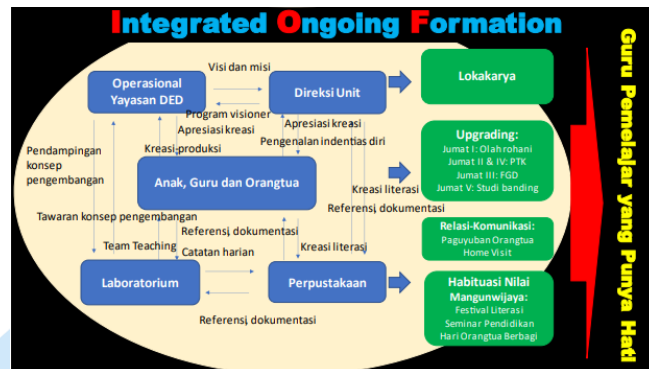 Integrated Ongoing Formation
Operasional
Yayasan DED
Visi dan misi
Direksi Unit
Program visioner
Apresiasi kreasi
Kreasi-produksi
Apresiasi kreasi
Pengenalan indentias diri
Pendampingan
konsep
pengembangan
Anak, Guru dan Orangtua
Kreasi literasi
Referensi, dokumentasi
Tawaran konsep pengembangan
Team Teaching
Referensi, dokumentasi
Catatan harian
Kreasi literasi
Laboratorium
Perpustakaan
Referensi, dokumentasi
Lokakarya
Upgrading:
Jumat I: Olah rohani
Jumat II & IV: PTK
Jumat III: FGD
Jumat V: Studi banding
Relasi-Komunikasi:
Paguyuban Orangtua
Home Visit
Habituasi Nilai
Mangunwijaya:
Festival Literasi
Seminar Pendidikan
Hari Orangtua Berbagi
Guru Pemelajar yang Punya Hati